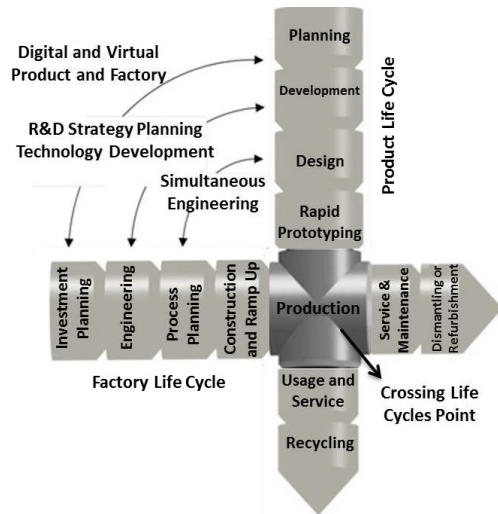 Planning
Digital and Virtual
Product and Factory
Development
R&D Strategy Planning
Technology Development
Product Life Cycle
Design
Simultaneous
Engineering
Rapid
Prototyping
Investment
Planning
Engineering
Process
Planning
Construction
and Ramp Up
Production
Service &
Maintenance
Dismantling or
Refurbishment
Factory Life Cycle
Usage and
Service
Crossing Life
Cycles Point
Recycling